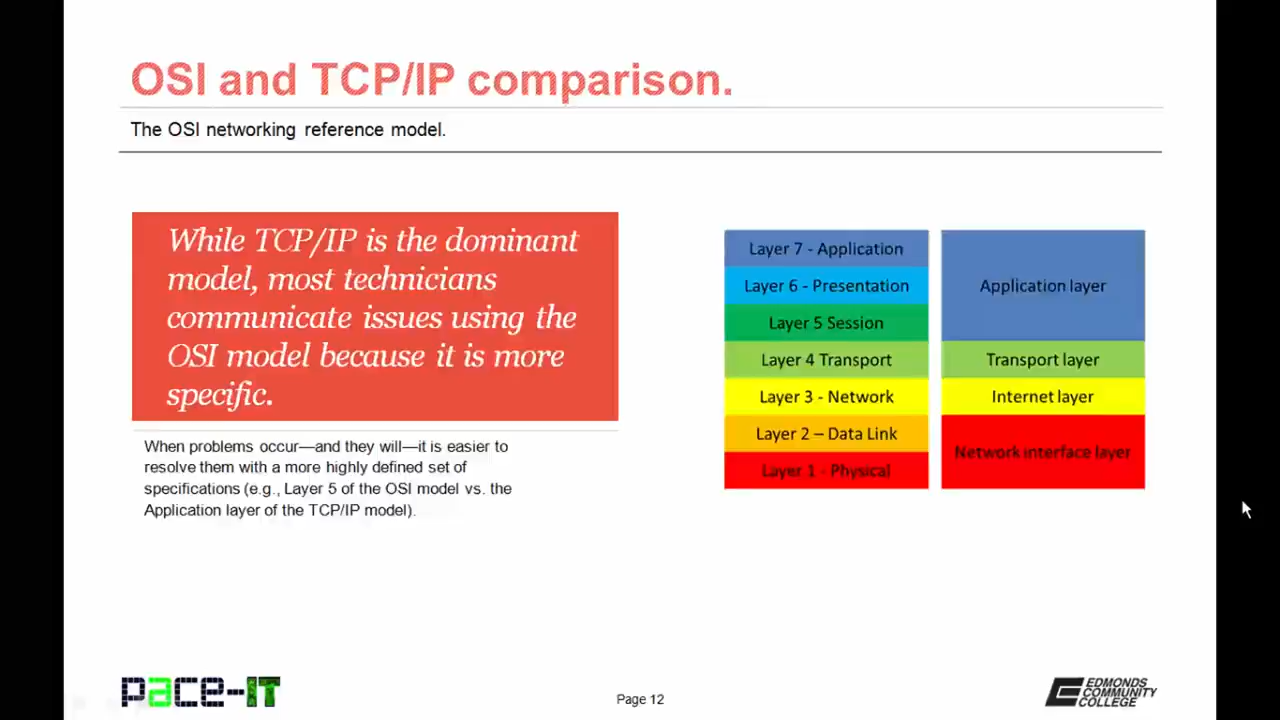 OSI and TCP/IP comparison.
The OSI networking reference model.
While TCP/IP is the dominant
model, most technicians
communicate issues using the
OSI model because it is more
specific.
When problems occur—and they will—it is easier to
resolve them with a more highly defined set of
specifications (e.g., Layer 5 of the OSI model vs. the
Application layer of the TCP/IP model).
Layer 7 - Application
Layer 6 - Presentation
Layer 5 Session
Layer 4 Transport
Layer 3 - Network
Layer 2 – Data Link
Layer 1 - Physical
Application layer
Transport layer
Internet layer
Network interface layer
pace-IT
Page 12
EDMONDS
COMMUNITY
COLLEGE